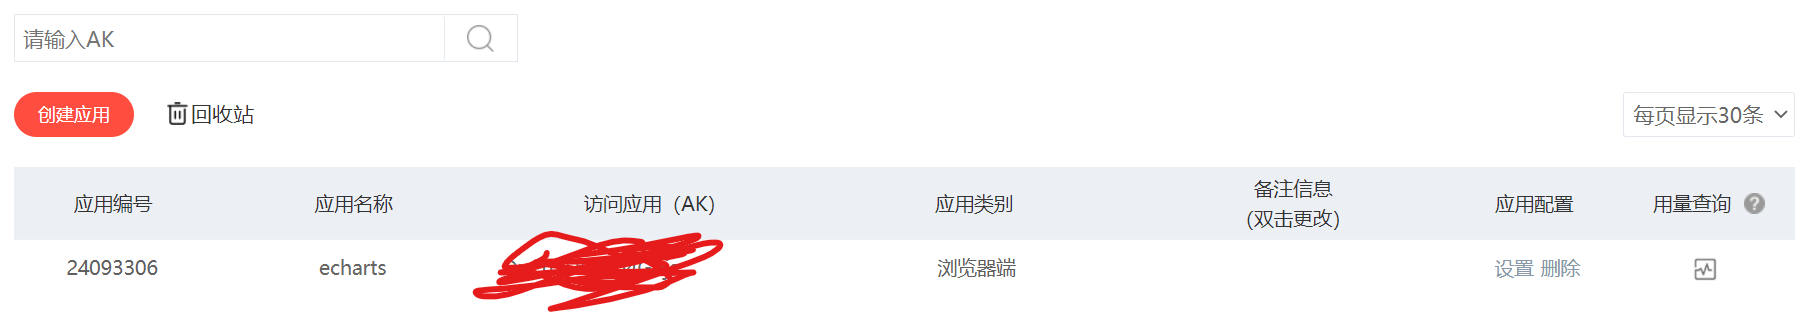 请输入AK
创建应用 回收站 每页显示30条
应用编号 应用名称 访问应用（AK） 应用类别 备注信息 (双击更改) 应用配置 用量查询 ?
24093306 echarts 浏览器端 设置 删除